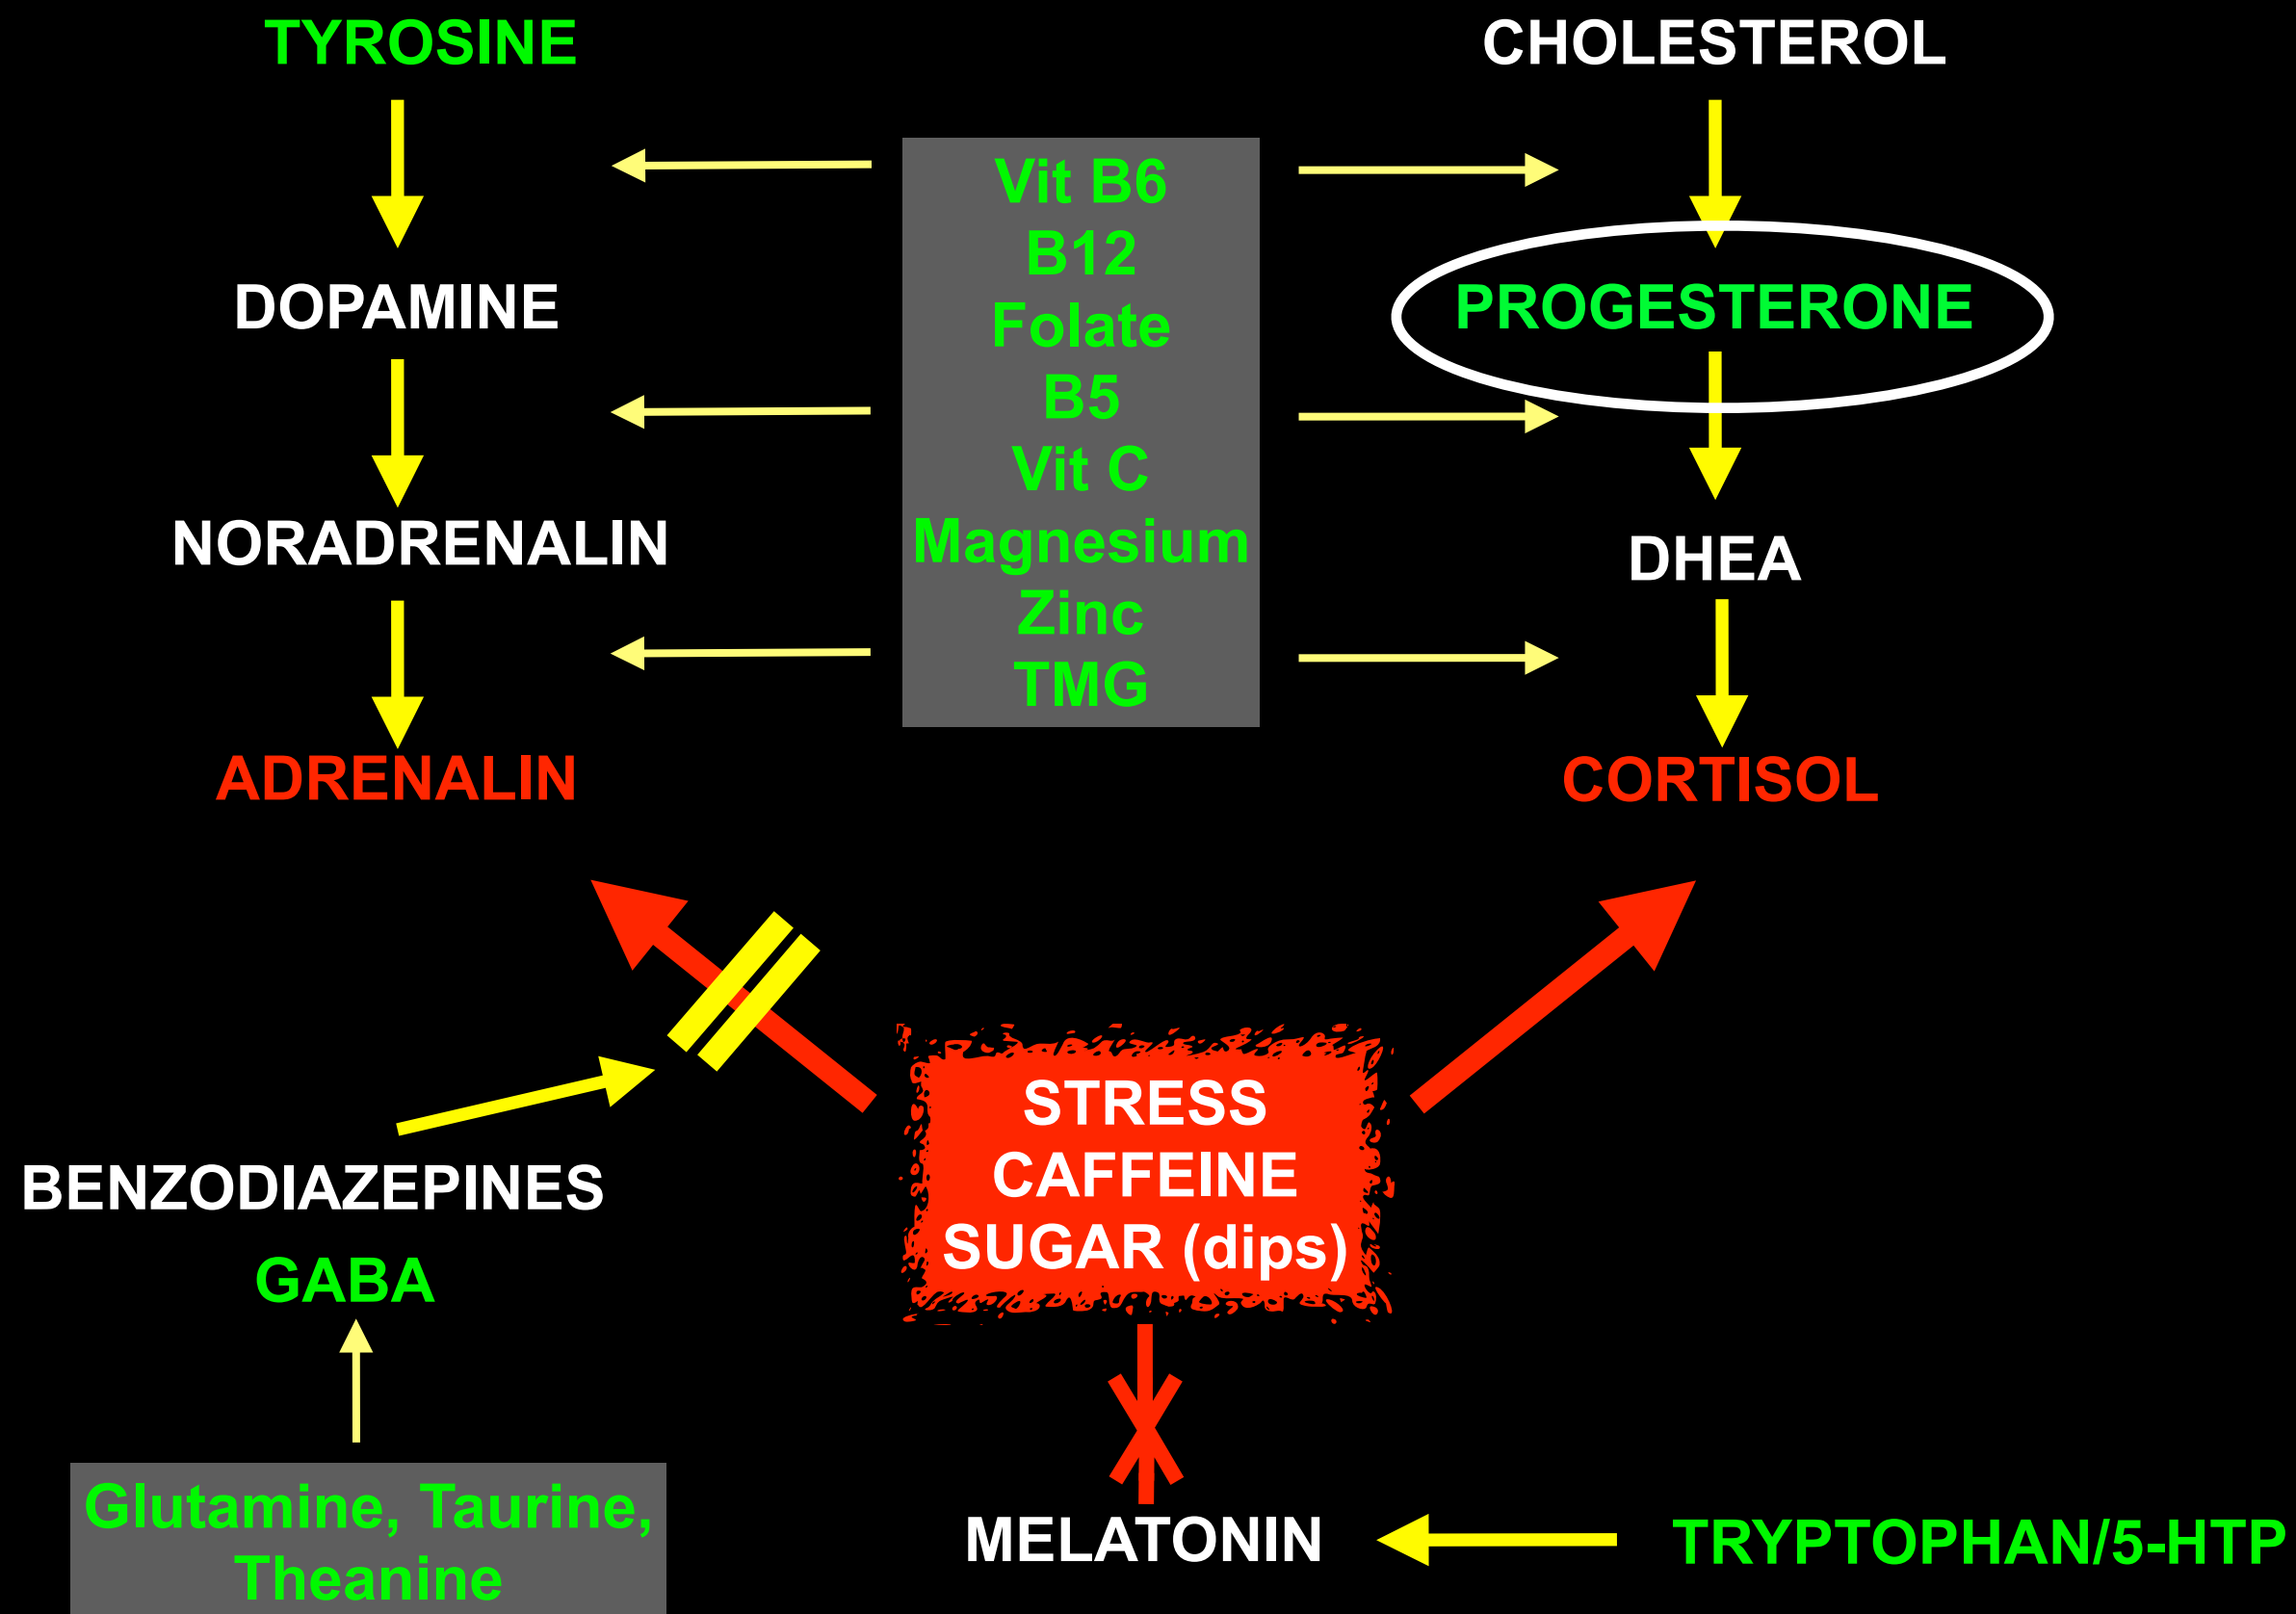 TYROSINE
CHOLESTEROL
Vit B6
B12
Folate
B5
Vit C
Magnesium
Zinc
TMG
DOPAMINE
PROGESTERONE
NORADRENALIN
DHEA
ADRENALIN
CORTISOL
STRESS
CAFFEINE
SUGAR (dips)
BENZODIAZEPINES
GABA
Glutamine, Taurine,
Theanine
MELATONIN
TRYPTOPHAN/5-HTP